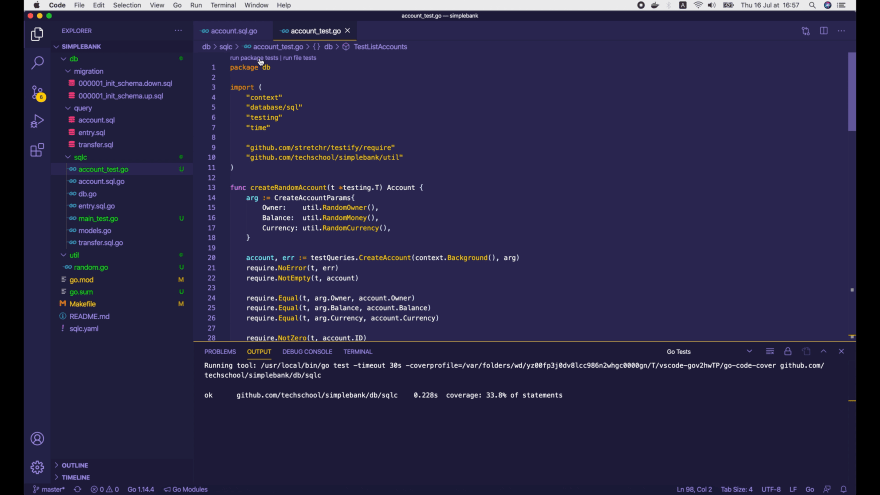 Code File Edit Selection View Go Run Terminal Window Help
Thu 16 Jul at 16:57
account_test.go — simplebank
EXPLORER
SIMPLEBANK
db
migration
000001_init_schema.down.sql
000001_init_schema.up.sql
query
account.sql
entry.sql
transfer.sql
sqlc
account_test.go U
account.sql.go
db.go
entry.sql.go
main_test.go U
models.go
transfer.sql.go
util
random.go U
go.mod M
go.sum U
Makefile M
README.md
sqlc.yaml
OUTLINE
TIMELINE
account.sql.go
account_test.go
db > sqlc > account_test.go > {} db > TestListAccounts
run package tests | run file tests
1 package db
2
3 import (
4 "context"
5 "database/sql"
6 "testing"
7 "time"
8
9 "github.com/stretchr/testify/require"
10 "github.com/techschool/simplebank/util"
11 )
12
13 func createRandomAccount(t *testing.T) Account {
14 arg := CreateAccountParams{
15 Owner: util.RandomOwner(),
16 Balance: util.RandomMoney(),
17 Currency: util.RandomCurrency(),
18 }
19
20 account, err := testQueries.CreateAccount(context.Background(), arg)
21 require.NoError(t, err)
22 require.NotEmpty(t, account)
23
24 require.Equal(t, arg.Owner, account.Owner)
25 require.Equal(t, arg.Balance, account.Balance)
26 require.Equal(t, arg.Currency, account.Currency)
27
28 require.NotZero(t, account.ID)
PROBLEMS OUTPUT DEBUG CONSOLE TERMINAL
Go Tests
Running tool: /usr/local/bin/go test -timeout 30s -coverprofile=/var/folders/wd/yz00fp3j0dv8lcc986n2whgc0000gn/T/vscode-gov2hwTP/go-code-cover github.com/
techschool/simplebank/db/sqlc
ok github.com/techschool/simplebank/db/sqlc 0.228s coverage: 33.8% of statements
master* 0 0 Go 1.14.4 Go Modules
Ln 98, Col 2 Tab Size: 4 UTF-8 LF Go